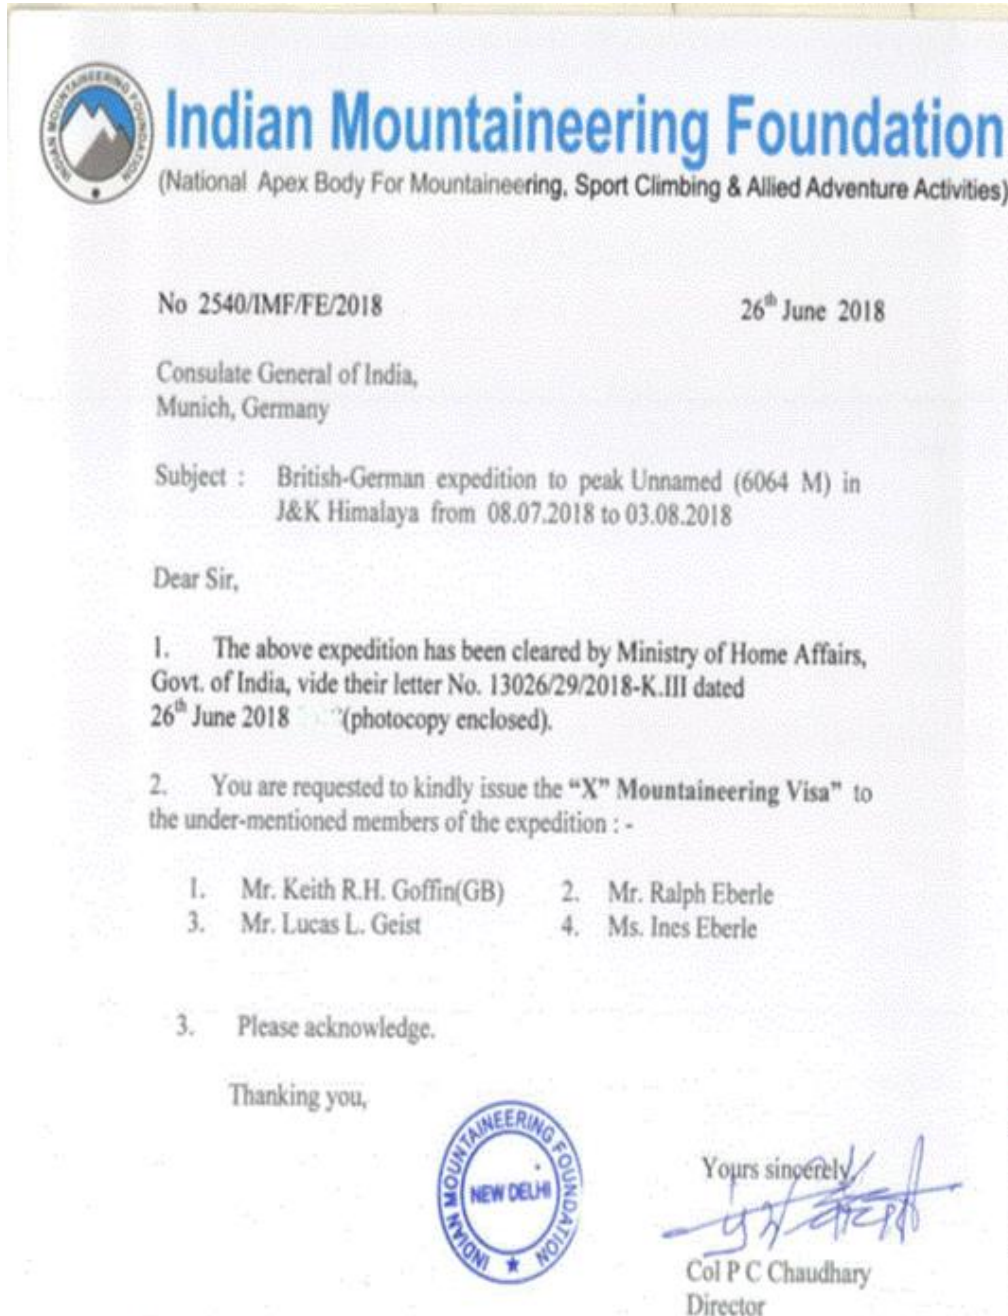 INDIAN MOUNTAINEERING FOUNDATION
Indian Mountaineering Foundation
(National Apex Body For Mountaineering, Sport Climbing & Allied Adventure Activities)
No 2540/IMF/FE/2018 26th June 2018
Consulate General of India,
Munich, Germany
Subject : British-German expedition to peak Unnamed (6064 M) in
J&K Himalaya from 08.07.2018 to 03.08.2018
Dear Sir,
1. The above expedition has been cleared by Ministry of Home Affairs,
Govt. of India, vide their letter No. 13026/29/2018-K.III dated
26th June 2018 (photocopy enclosed).
2. You are requested to kindly issue the “X” Mountaineering Visa” to
the under-mentioned members of the expedition : -
1. Mr. Keith R.H. Goffin(GB) 2. Mr. Ralph Eberle
3. Mr. Lucas L. Geist 4. Ms. Ines Eberle
3. Please acknowledge.
Thanking you,
INDIAN MOUNTAINEERING FOUNDATION
NEW DELHI
Yours sincerely,
Col P C Chaudhary
Director